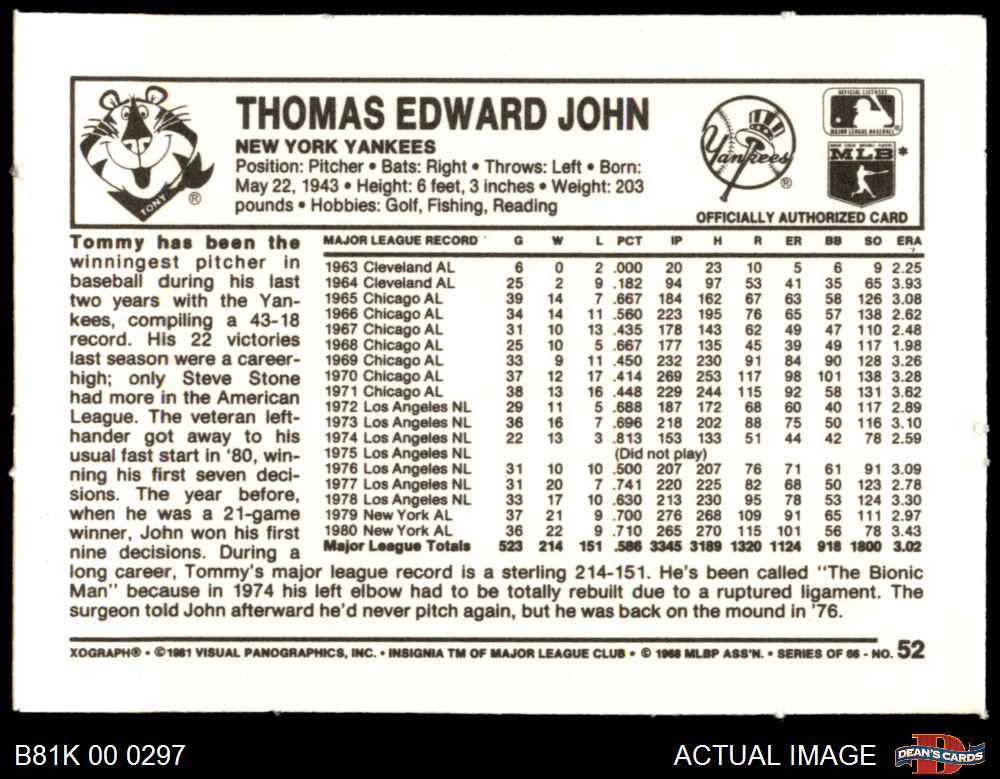 THOMAS EDWARD JOHN
NEW YORK YANKEES
Position: Pitcher • Bats: Right • Throws: Left • Born:
May 22, 1943 • Height: 6 feet, 3 inches • Weight: 203
pounds • Hobbies: Golf, Fishing, Reading
TONY ®
Yankees ®
OFFICIAL LICENSEE
MAJOR LEAGUE BASEBALL ®
MAJOR LEAGUE BASEBALL PLAYERS
MLB *
OFFICIALLY AUTHORIZED CARD
Tommy has been the
winningest pitcher in
baseball during his last
two years with the Yan-
kees, compiling a 43-18
record. His 22 victories
last season were a career-
high; only Steve Stone
had more in the American
League. The veteran left-
hander got away to his
usual fast start in '80, win-
ning his first seven deci-
sions. The year before,
when he was a 21-game
winner, John won his first
nine decisions. During a
MAJOR LEAGUE RECORD G W L PCT IP H R ER BB SO ERA
1963 Cleveland AL 6 0 2 .000 20 23 10 5 6 9 2.25
1964 Cleveland AL 25 2 9 .182 94 97 53 41 35 65 3.93
1965 Chicago AL 39 14 7 .667 184 162 67 63 58 126 3.08
1966 Chicago AL 34 14 11 .560 223 195 76 65 57 138 2.62
1967 Chicago AL 31 10 13 .435 178 143 62 49 47 110 2.48
1968 Chicago AL 25 10 5 .667 177 135 45 39 49 117 1.98
1969 Chicago AL 33 9 11 .450 232 230 91 84 90 128 3.26
1970 Chicago AL 37 12 17 .414 269 253 117 98 101 138 3.28
1971 Chicago AL 38 13 16 .448 229 244 115 92 58 131 3.62
1972 Los Angeles NL 29 11 5 .688 187 172 68 60 40 117 2.89
1973 Los Angeles NL 36 16 7 .696 218 202 88 75 50 116 3.10
1974 Los Angeles NL 22 13 3 .813 153 133 51 44 42 78 2.59
1975 Los Angeles NL (Did not play)
1976 Los Angeles NL 31 10 10 .500 207 207 76 71 61 91 3.09
1977 Los Angeles NL 31 20 7 .741 220 225 82 68 50 123 2.78
1978 Los Angeles NL 33 17 10 .630 213 230 95 78 53 124 3.30
1979 New York AL 37 21 9 .700 276 268 109 91 65 111 2.97
1980 New York AL 36 22 9 .710 265 270 115 101 56 78 3.43
Major League Totals 523 214 151 .586 3345 3189 1320 1124 918 1800 3.02
long career, Tommy's major league record is a sterling 214-151. He's been called "The Bionic
Man" because in 1974 his left elbow had to be totally rebuilt due to a ruptured ligament. The
surgeon told John afterward he'd never pitch again, but he was back on the mound in '76.
XOGRAPH® • ©1981 VISUAL PANOGRAPHICS, INC. • INSIGNIA TM OF MAJOR LEAGUE CLUB • © 1968 MLBP ASS'N. • SERIES OF 66 - NO. 52
B81K 00 0297
ACTUAL IMAGE
DEAN'S CARDS